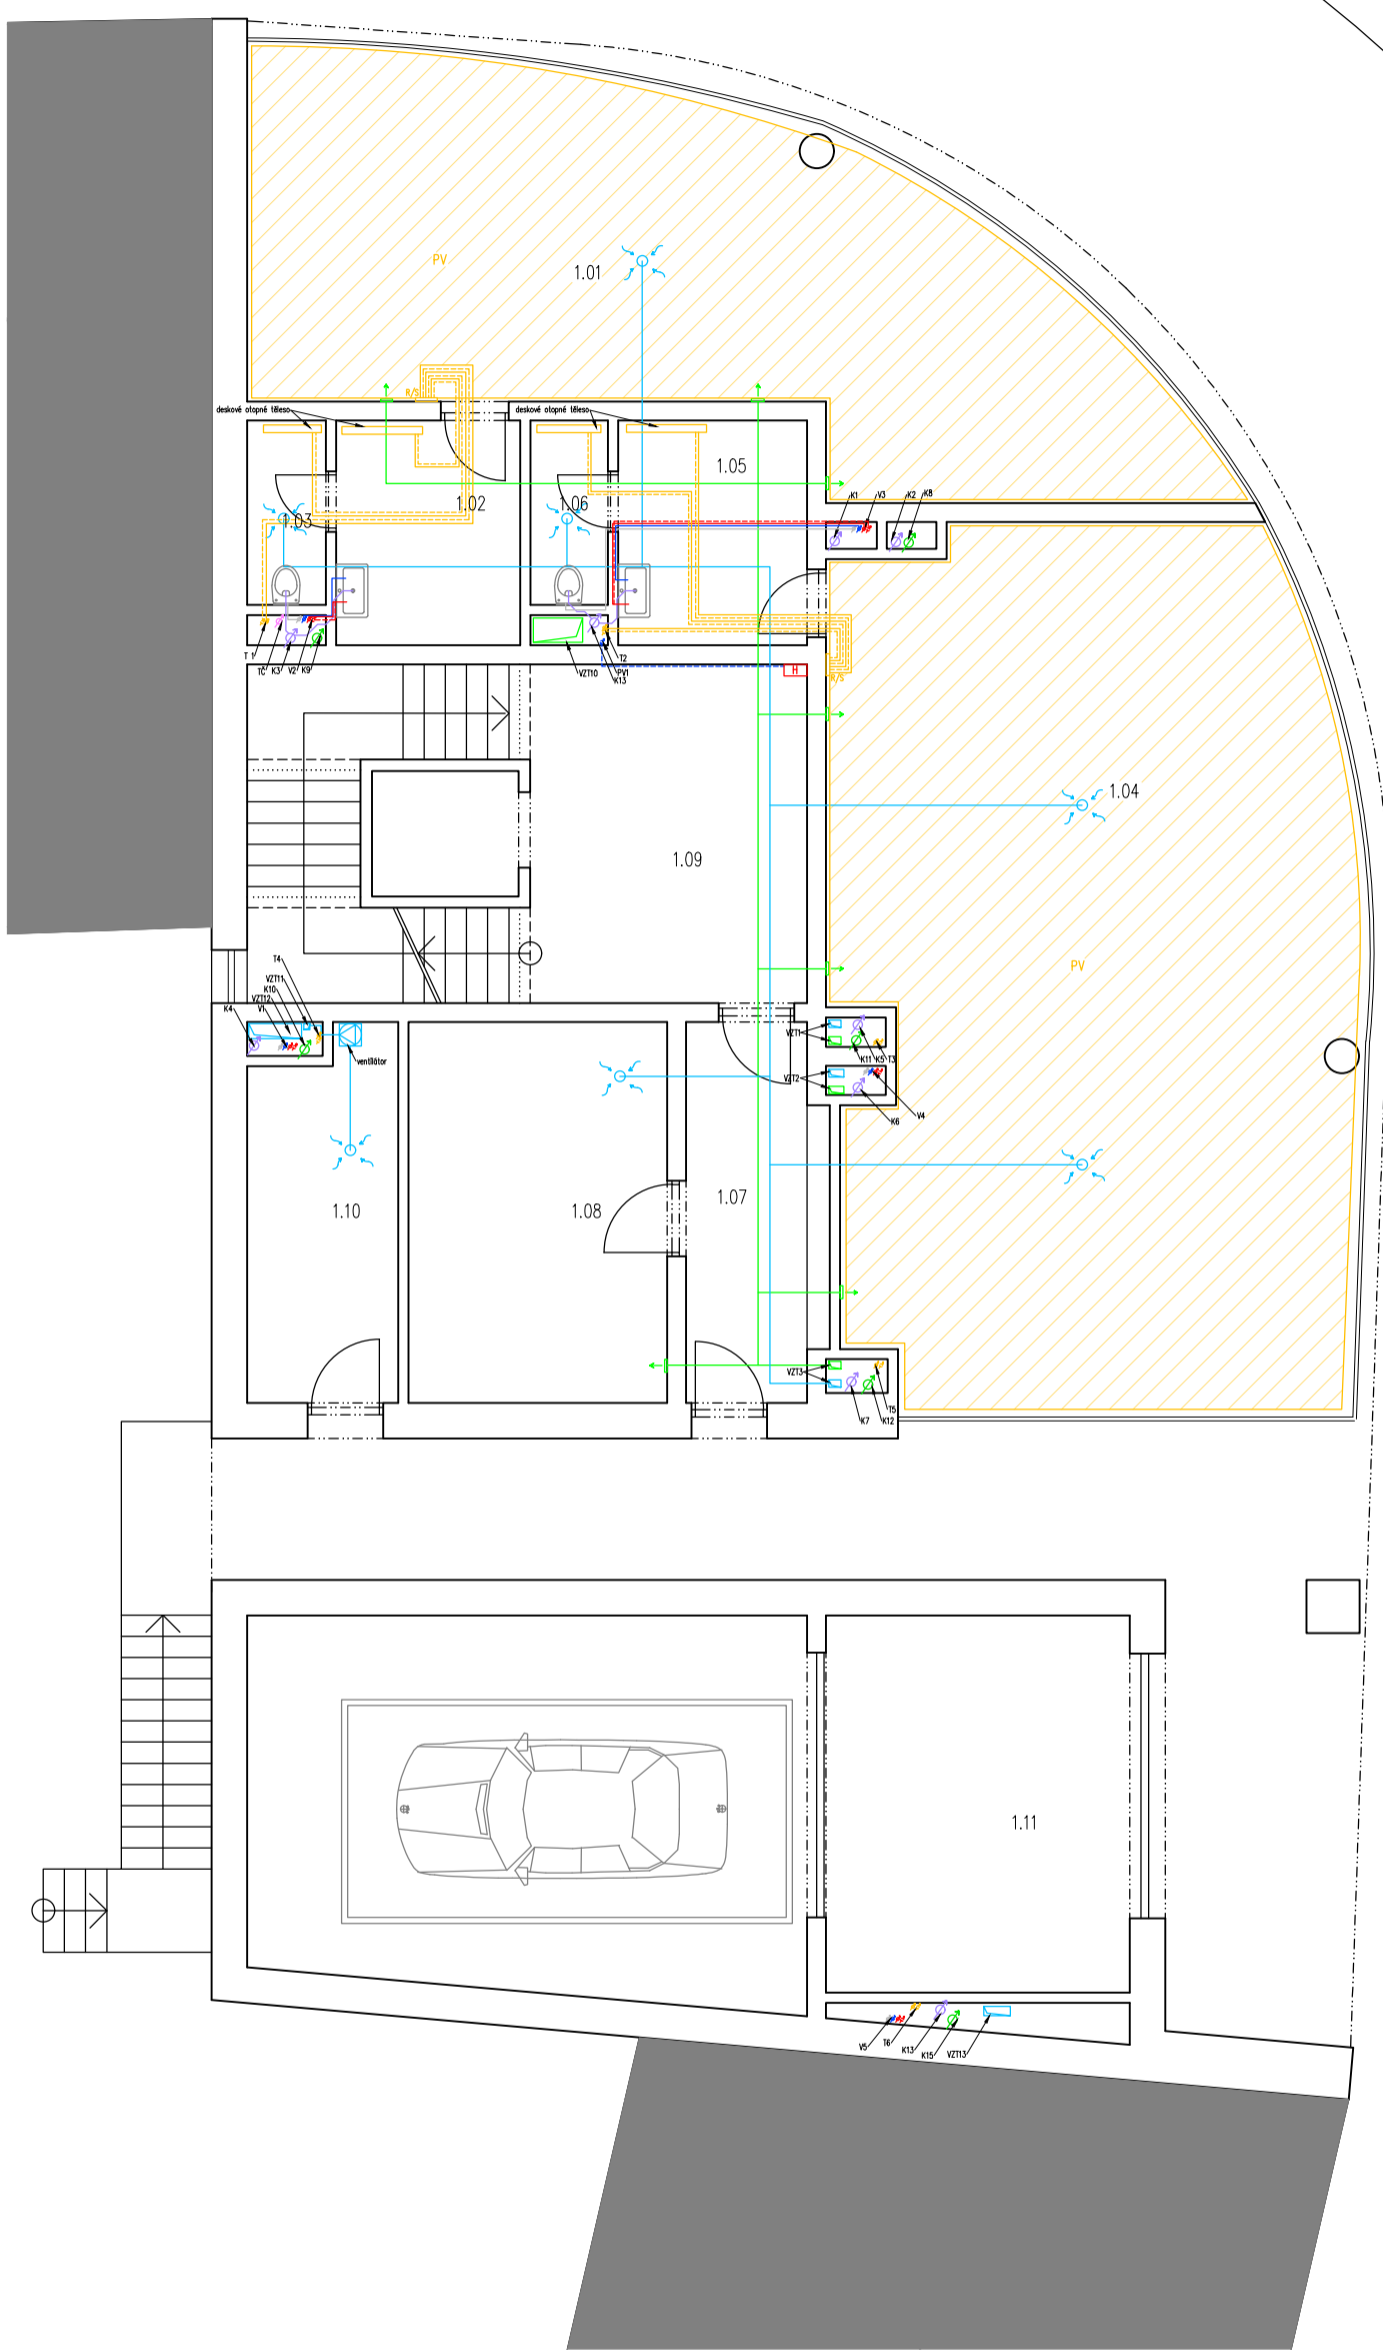 PV
1.01
R/S
deskové otopné těleso
deskové otopné těleso
1.05
1.02
1.06
1.03
K1
V3
K2
K8
T 1
TČ
K3
V2
K9
VZT10
T2
PV1
K13
H
R/S
1.04
1.09
PV
T4
VZT11
K10
VZT12
V1
K4
ventilátor
VZT1
K11
K5
T3
VZT2
K6
V4
1.10
1.08
1.07
VZT3
K7
K12
T5
1.11
V5
T6
K13
K15
VZT13